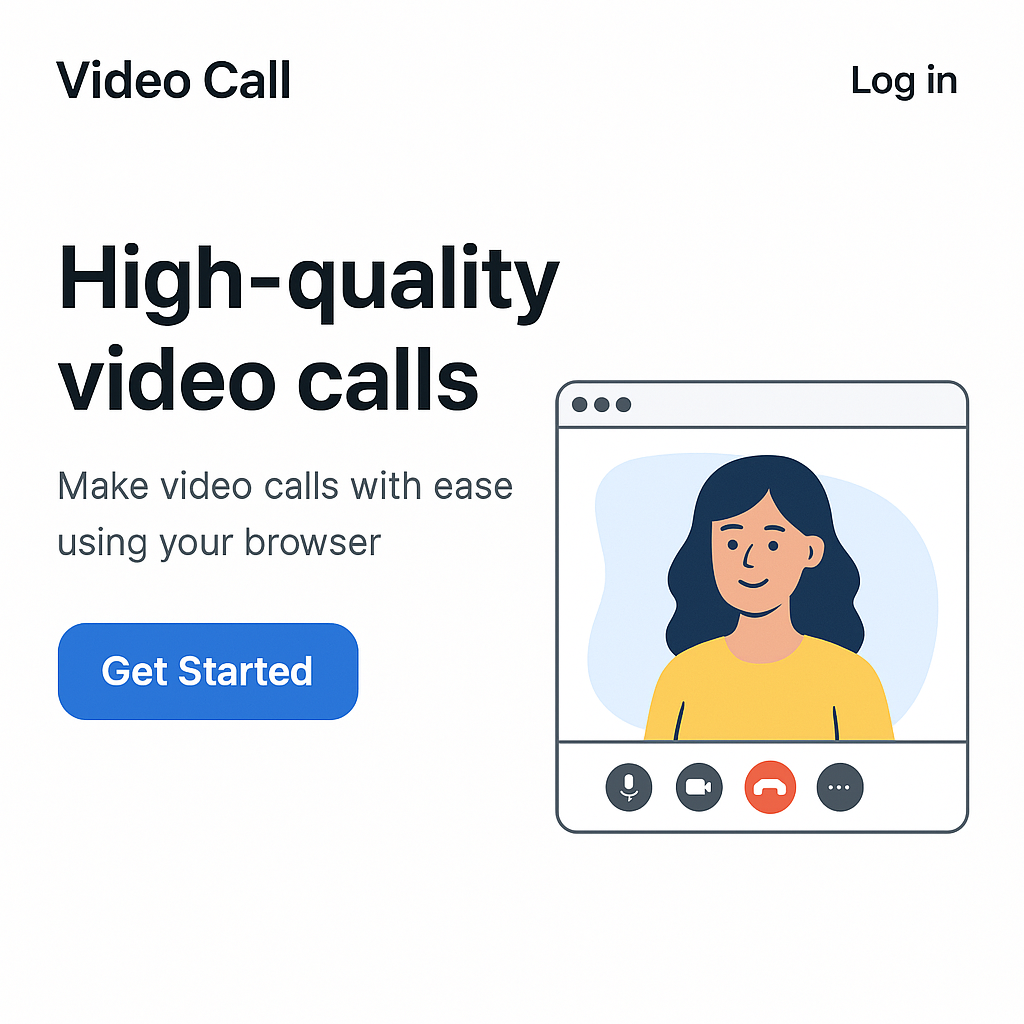 Video Call
Log in
High-quality
video calls
Make video calls with ease
using your browser
Get Started